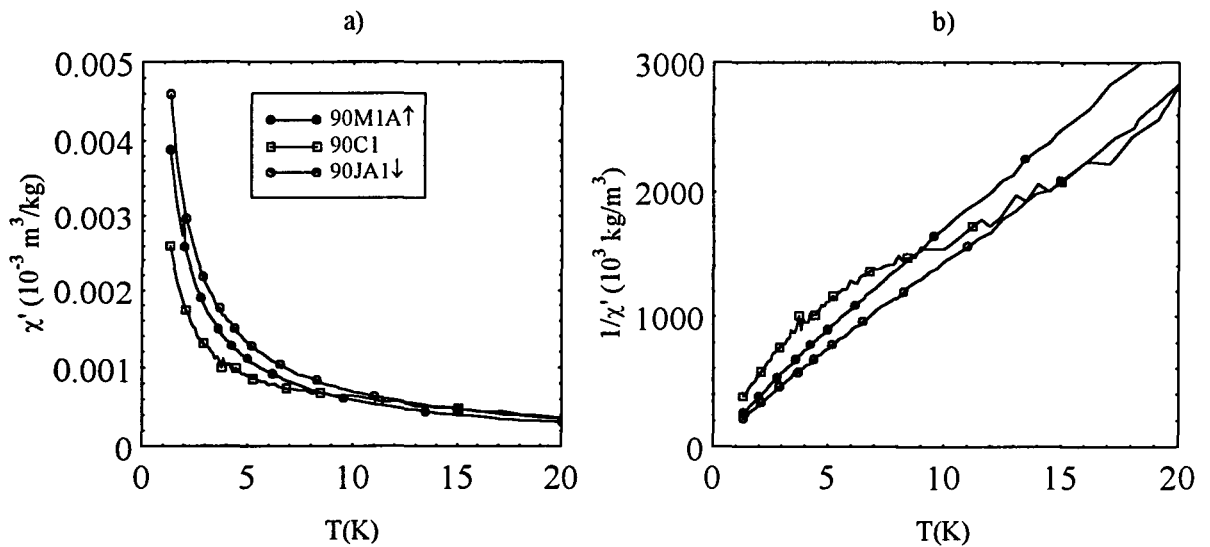 a)
0.005
0.004
0.003
0.002
0.001
0
0
5
10
15
20
χ' (10⁻³ m³/kg)
T(K)
90M1A↑
90C1
90JA1↓
b)
3000
2000
1000
0
0
5
10
15
20
1/χ' (10³ kg/m³)
T(K)